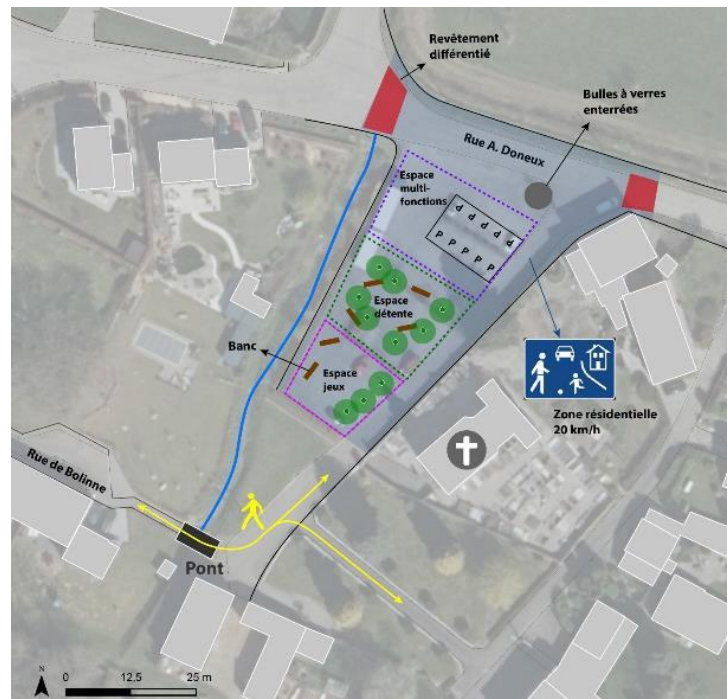 Revêtement
différentié
Bulles à verres
enterrées
Rue A. Doneux
Espace
multi-
fonctions
d d d d d
P P P P P
Espace
détente
Banc
Espace
jeux
Zone résidentielle
20 km/h
Rue de Bolinne
Pont
N
0 12,5 25 m